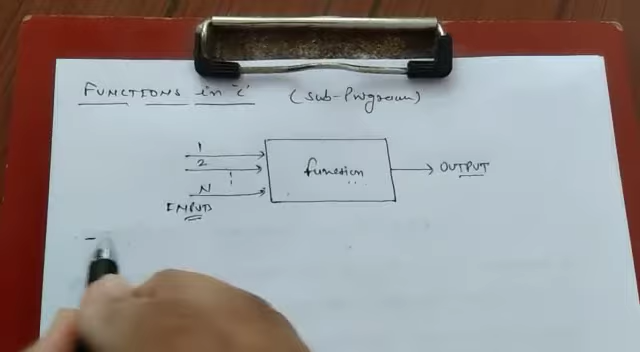 FUNCTIONS in 'C' (Sub-Program)
1
2
N
INPUTS
function
OUTPUT